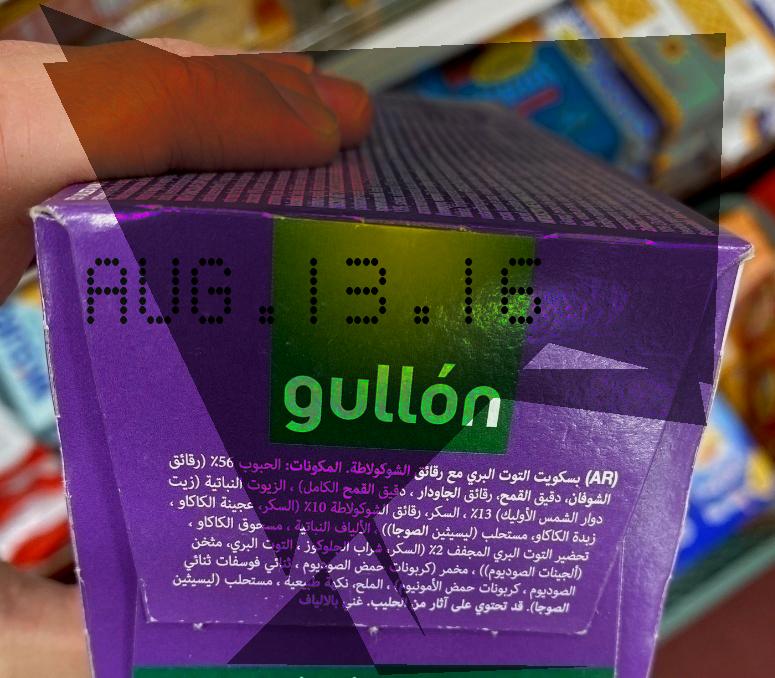 AUG.13.16
gullón
(AR) بسكويت التوت البري مع رقائق الشوكولاطة. المكونات: الحبوب 56٪ (رقائق
الشوفان، دقيق القمح، رقائق الجاودار ، دقيق القمح الكامل) ، الزيوت النباتية (زيت
دوار الشمس الأوليك) 13٪ ، السكر، رقائق الشوكولاطة 10٪ (السكر، عجينة الكاكاو ،
زبدة الكاكاو، مستحلب (ليسيثين الصوجا)) ، الألياف النباتية ، مسحوق الكاكاو ،
تحضير التوت البري المجفف 2٪ (السكر، شراب الجلوكوز ، التوت البري، مثخن
(ألجينات الصوديوم)) ، مخمر (كربونات حمض الصوديوم ، ثنائي فوسفات ثنائي
الصوديوم ، كربونات حمض الأمونيوم) ، الملح، نكهة طبيعية ، مستحلب (ليسيثين
الصوجا). قد تحتوي على آثار من الحليب. غني بالالياف